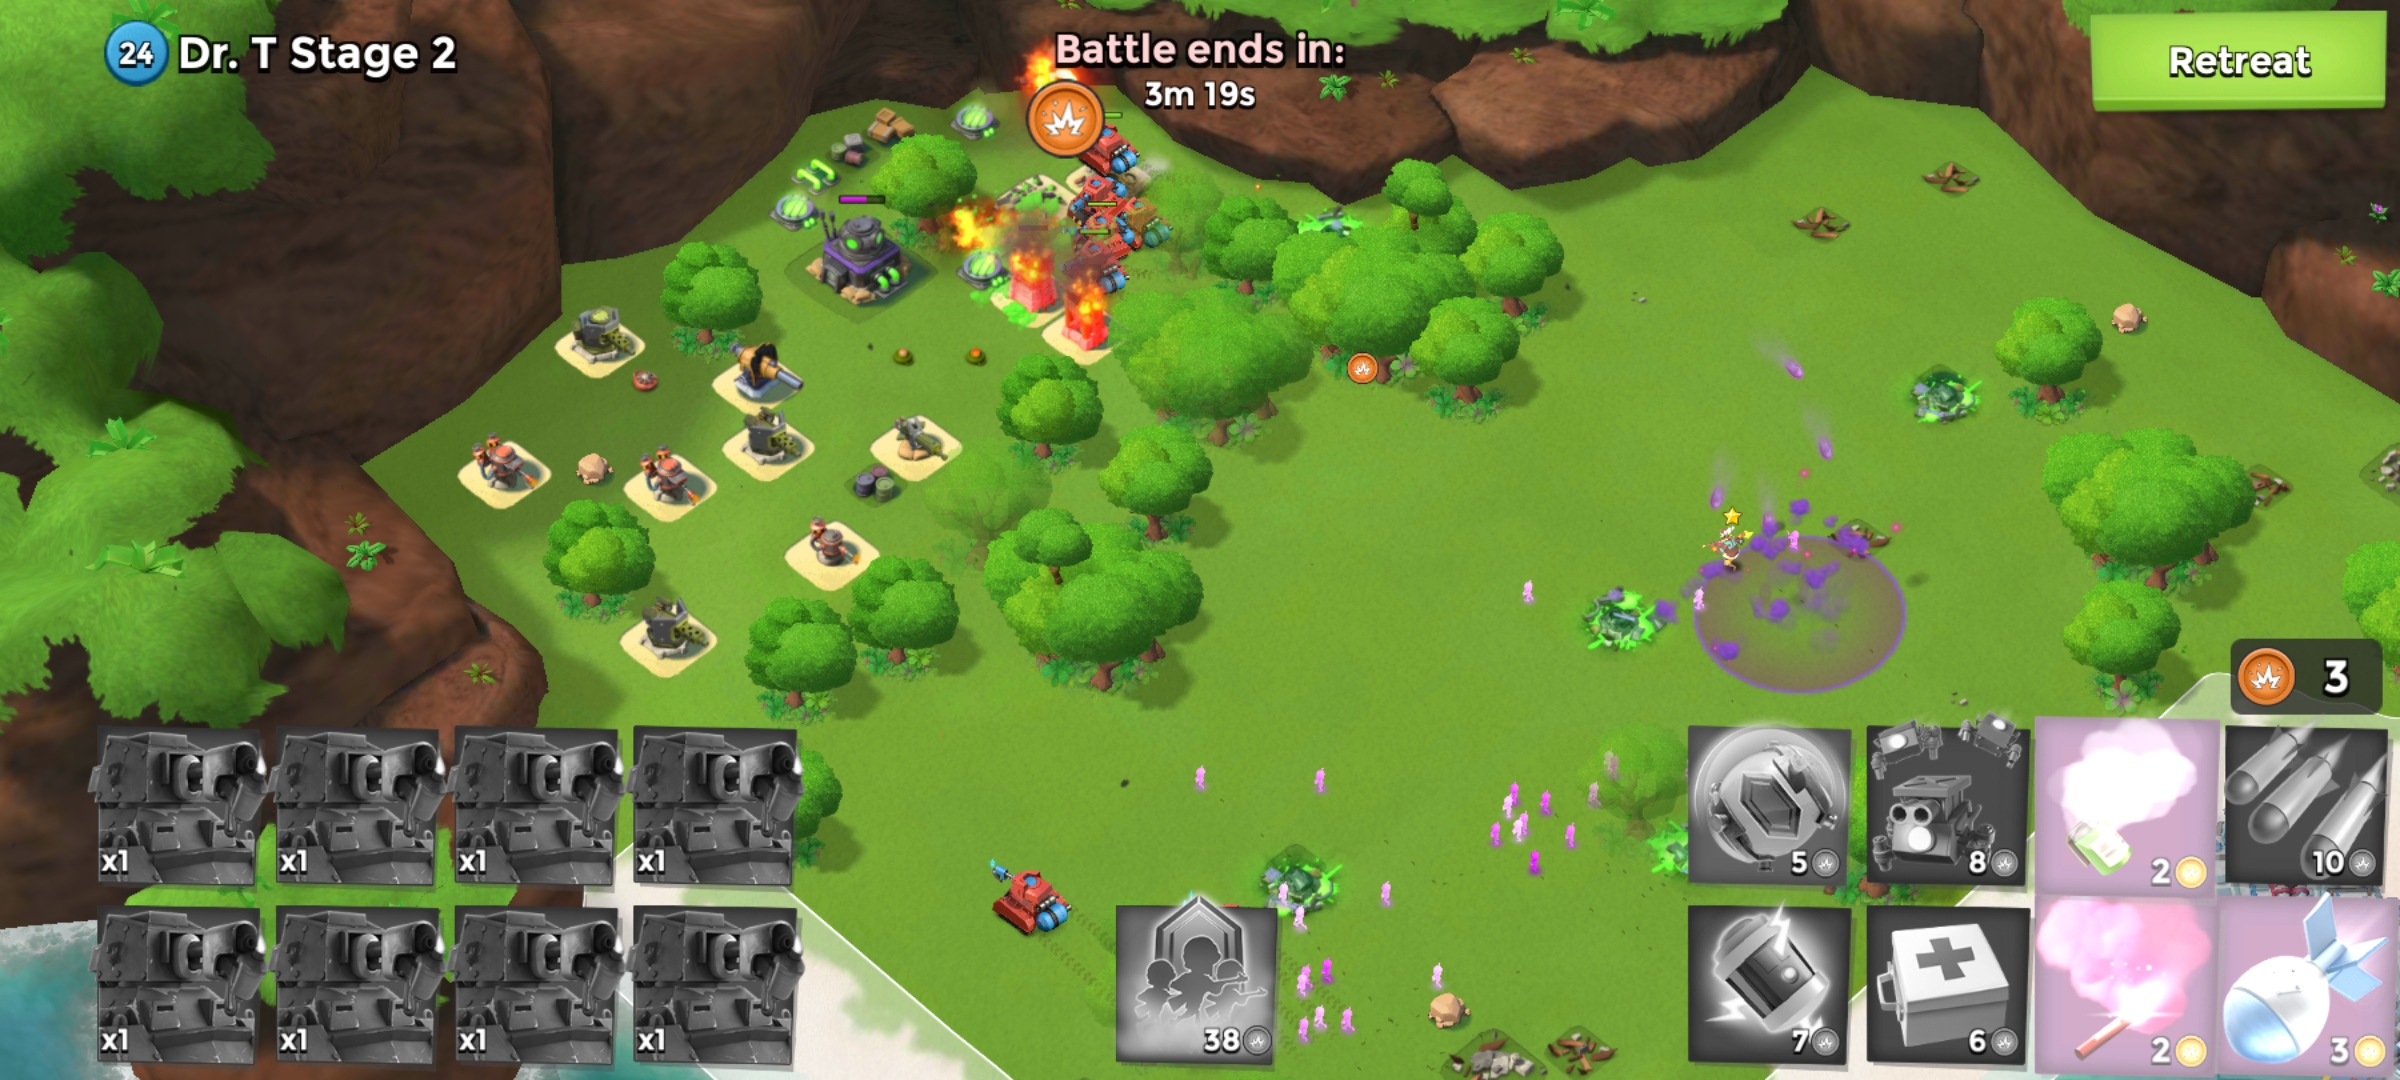 24 Dr. T Stage 2
Battle ends in:
3m 19s
Retreat
3
x1 x1 x1 x1
5 8 2 10
x1 x1 x1 x1
38
7 6 2 3